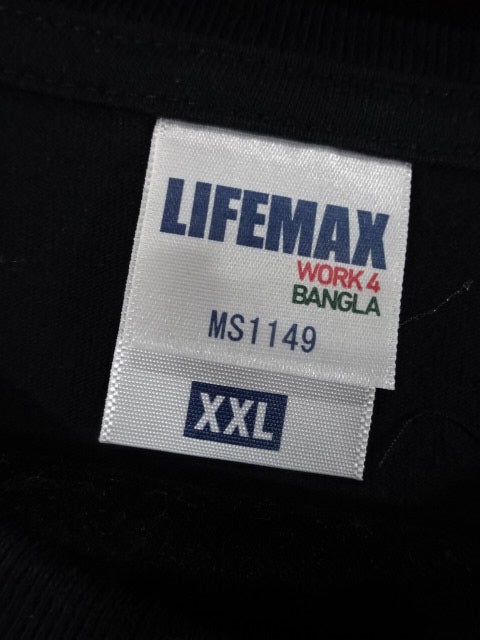 LIFEMAX
WORK 4
BANGLA
MS1149
XXL